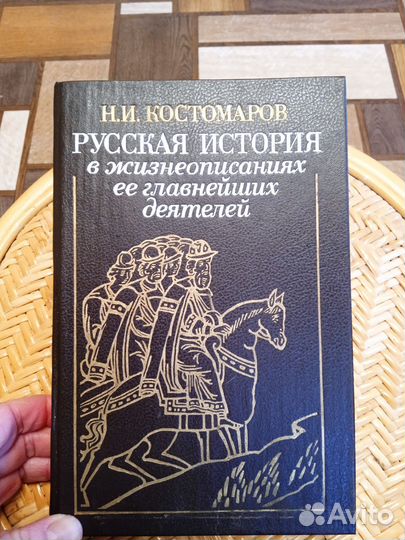 Н.И. КОСТОМАРОВ
РУССКАЯ ИСТОРИЯ
в жизнеописаниях
ее главнейших
деятелей
Avito